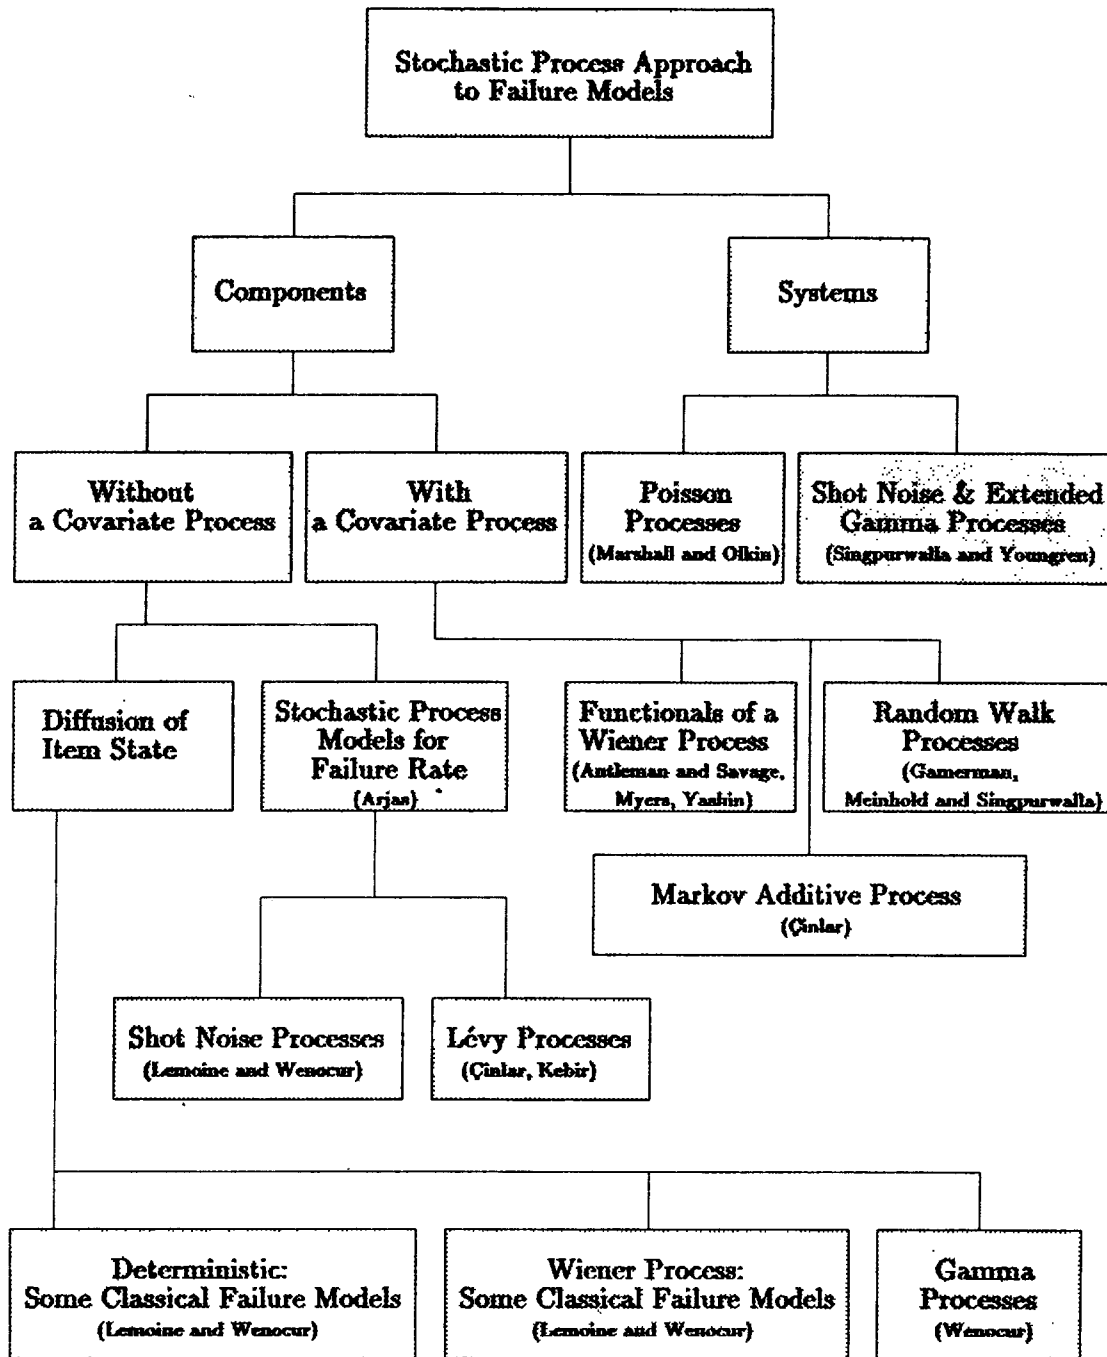 Stochastic Process Approach
to Failure Models
Components
Systems
Without
a Covariate Process
With
a Covariate Process
Poisson
Processes
(Marshall and Olkin)
Shot Noise & Extended
Gamma Processes
(Singpurwalla and Youngren)
Diffusion of
Item State
Stochastic Process
Models for
Failure Rate
(Arjas)
Functionals of a
Wiener Process
(Antleman and Savage,
Myers, Yashin)
Random Walk
Processes
(Gamerman,
Meinhold and Singpurwalla)
Markov Additive Process
(Çinlar)
Shot Noise Processes
(Lemoine and Wenocur)
Lévy Processes
(Çinlar, Kebir)
Deterministic:
Some Classical Failure Models
(Lemoine and Wenocur)
Wiener Process:
Some Classical Failure Models
(Lemoine and Wenocur)
Gamma
Processes
(Wenocur)